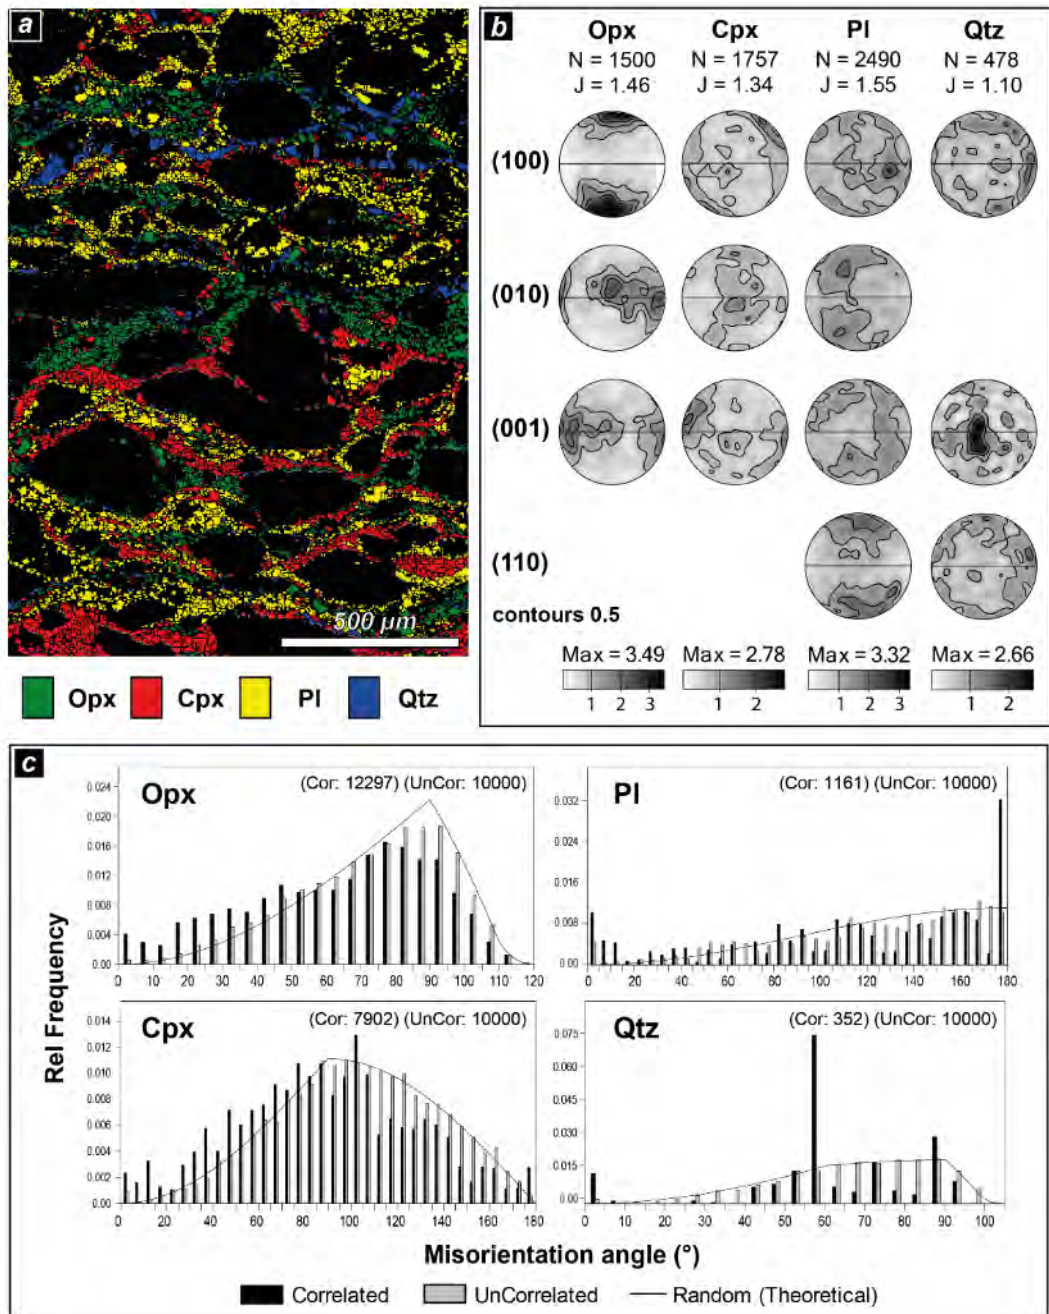 a
500 µm
Opx Cpx Pl Qtz
b
Opx Cpx Pl Qtz
N = 1500 N = 1757 N = 2490 N = 478
J = 1.46 J = 1.34 J = 1.55 J = 1.10
(100)
(010)
(001)
(110)
contours 0.5
Max = 3.49 Max = 2.78 Max = 3.32 Max = 2.66
1 2 3 1 2 1 2 3 1 2
c
Rel Frequency
Opx
(Cor: 12297) (UnCor: 10000)
0.024
0.020
0.016
0.012
0.008
0.004
0.00
0 10 20 30 40 50 60 70 80 90 100 110 120
Pl
(Cor: 1161) (UnCor: 10000)
0.032
0.024
0.016
0.008
0.00
0 20 40 60 80 100 120 140 160 180
Cpx
(Cor: 7902) (UnCor: 10000)
0.014
0.012
0.010
0.008
0.006
0.004
0.002
0.00
0 20 40 60 80 100 120 140 160 180
Qtz
(Cor: 352) (UnCor: 10000)
0.075
0.060
0.045
0.030
0.015
0.00
0 10 20 30 40 50 60 70 80 90 100
Misorientation angle (°)
Correlated UnCorrelated Random (Theoretical)